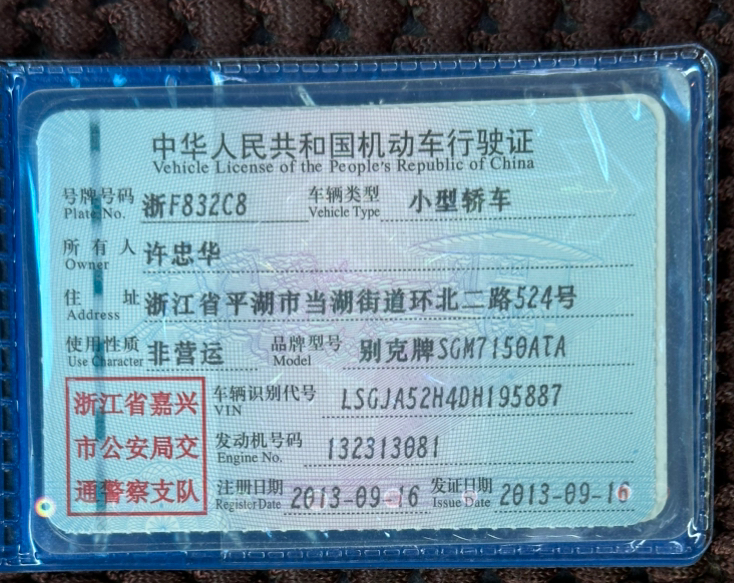 中华人民共和国机动车行驶证
Vehicle License of the People's Republic of China
号牌号码 浙F832C8 车辆类型 小型轿车
Plate No. Vehicle Type
所有人 许忠华
Owner
住址 浙江省平湖市当湖街道环北二路524号
Address
使用性质 非营运 品牌型号 别克牌SGM7150ATA
Use Character Model
浙江省嘉兴
市公安局交
通警察支队
车辆识别代号 LSGJA52H4DH195887
VIN
发动机号码 132313081
Engine No.
注册日期 2013-09-16 发证日期 2013-09-16
Register Date Issue Date